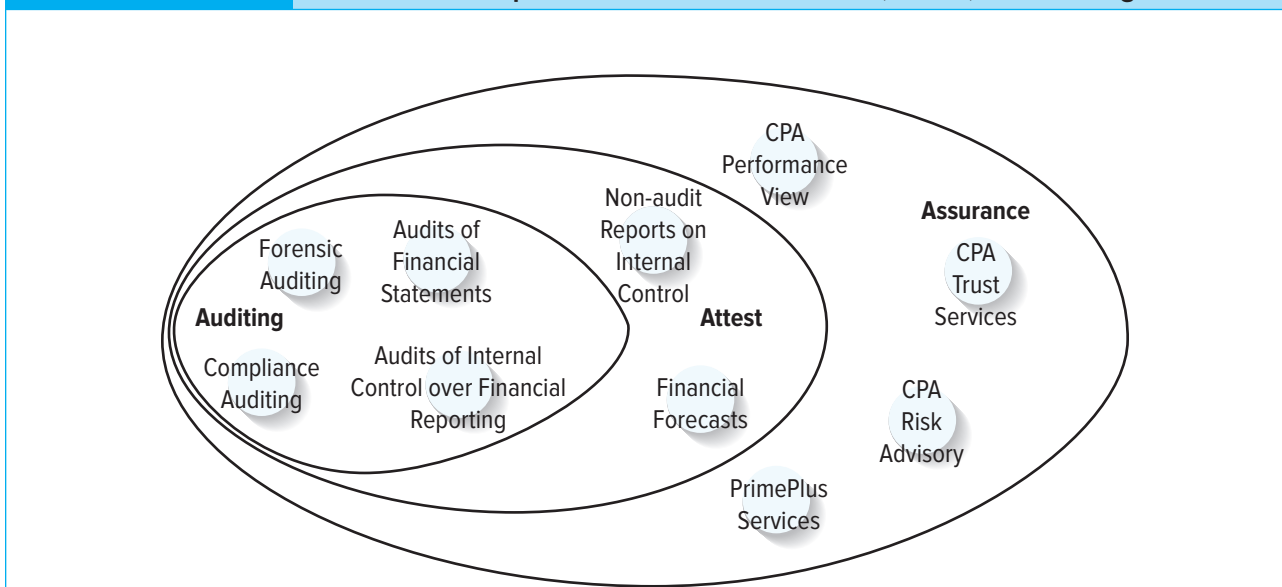 CPA
Performance
View
Non-audit
Reports on
Internal
Control
Assurance
Audits of
Financial
Statements
Forensic
Auditing
CPA
Trust
Services
Auditing
Attest
Audits of Internal
Control over Financial
Reporting
Compliance
Auditing
Financial
Forecasts
CPA
Risk
Advisory
PrimePlus
Services